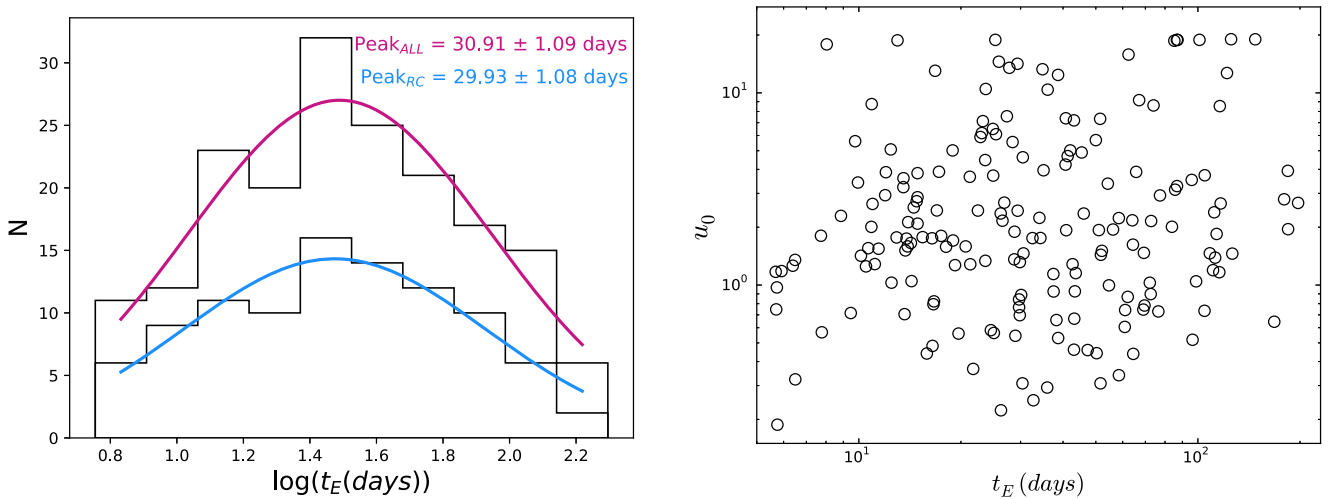 Peak_ALL = 30.91 ± 1.09 days
Peak_RC = 29.93 ± 1.08 days
N
30
25
20
15
10
5
0
0.8 1.0 1.2 1.4 1.6 1.8 2.0 2.2
log(t_E(days))
u_0
10^1
10^0
10^1 10^2
t_E (days)